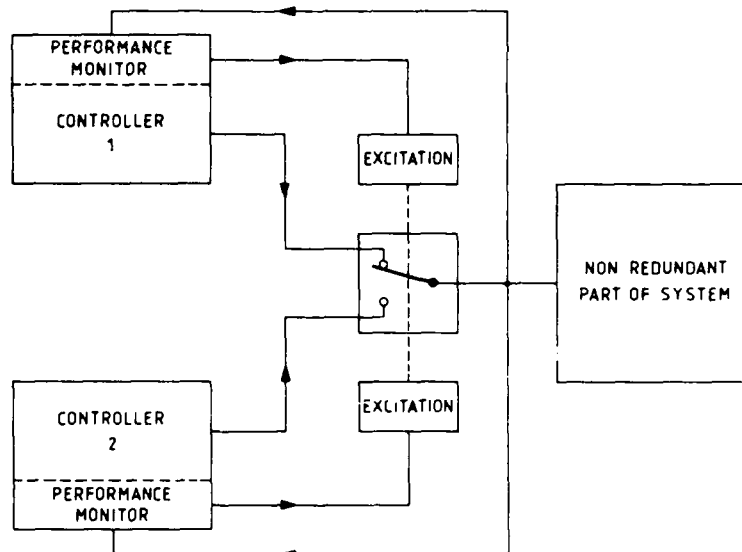 PERFORMANCE
MONITOR
CONTROLLER
1
EXCITATION
NON REDUNDANT
PART OF SYSTEM
EXCITATION
CONTROLLER
2
PERFORMANCE
MONITOR